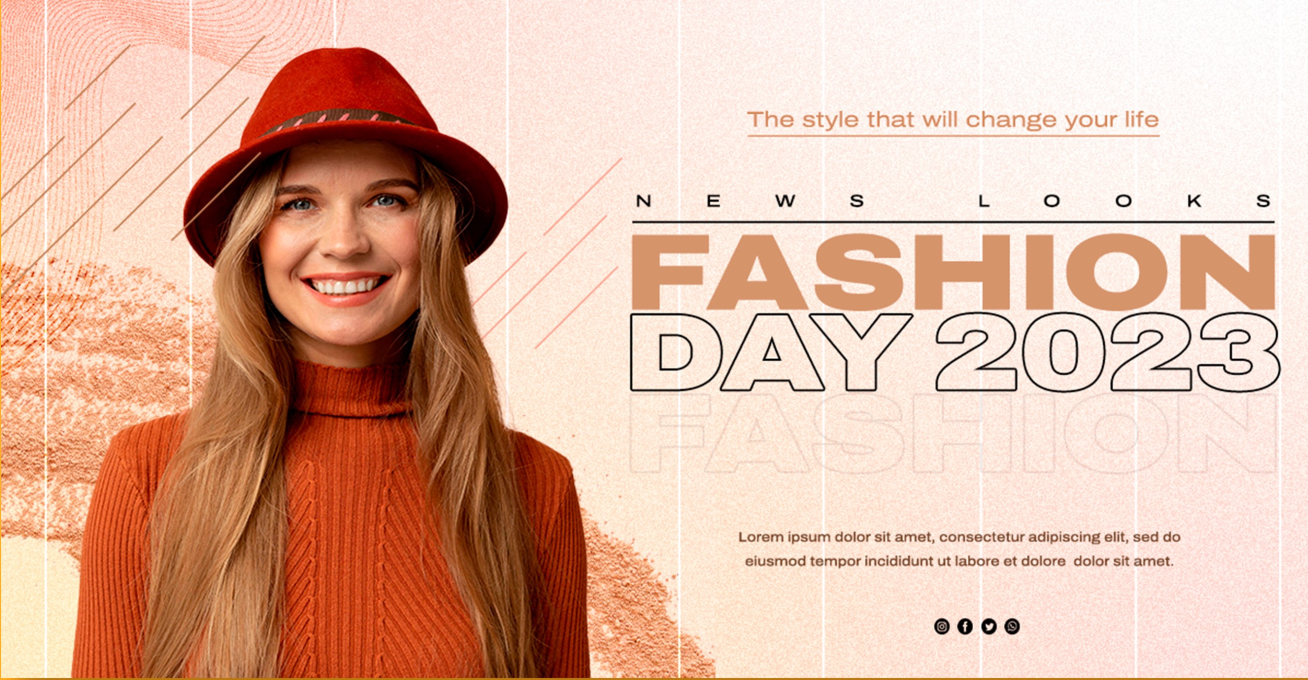 The style that will change your life
NEWS LOOKS
FASHION
DAY 2023
FASHION
Lorem ipsum dolor sit amet, consectetur adipiscing elit, sed do
eiusmod tempor incididunt ut labore et dolore  dolor sit amet.